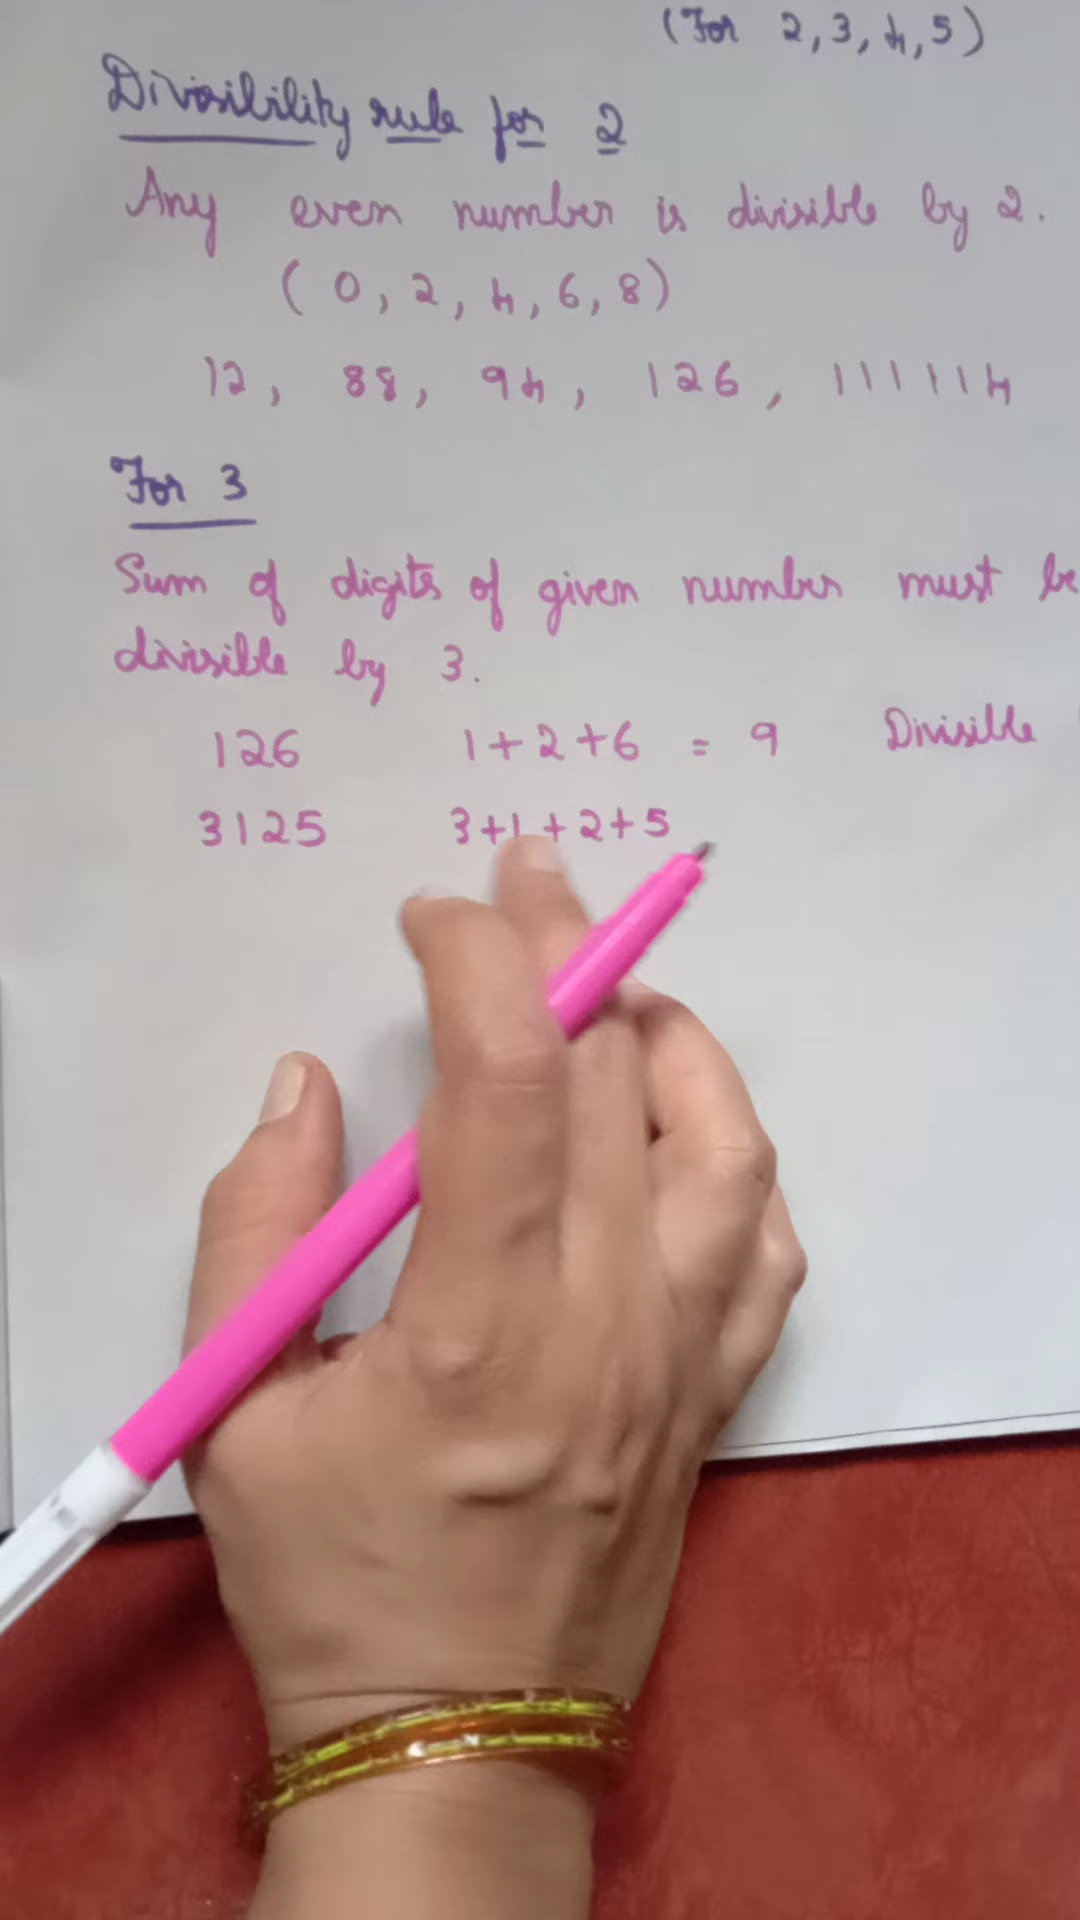 (For 2, 3, 4, 5)
Divisibility rule for 2
Any even number is divisible by 2.
( 0, 2, 4, 6, 8)
12, 88, 94, 126, 111114
For 3
Sum of digits of given number must be
divisible by 3.
126 1+2+6 = 9 Divisible
3125 3+1+2+5